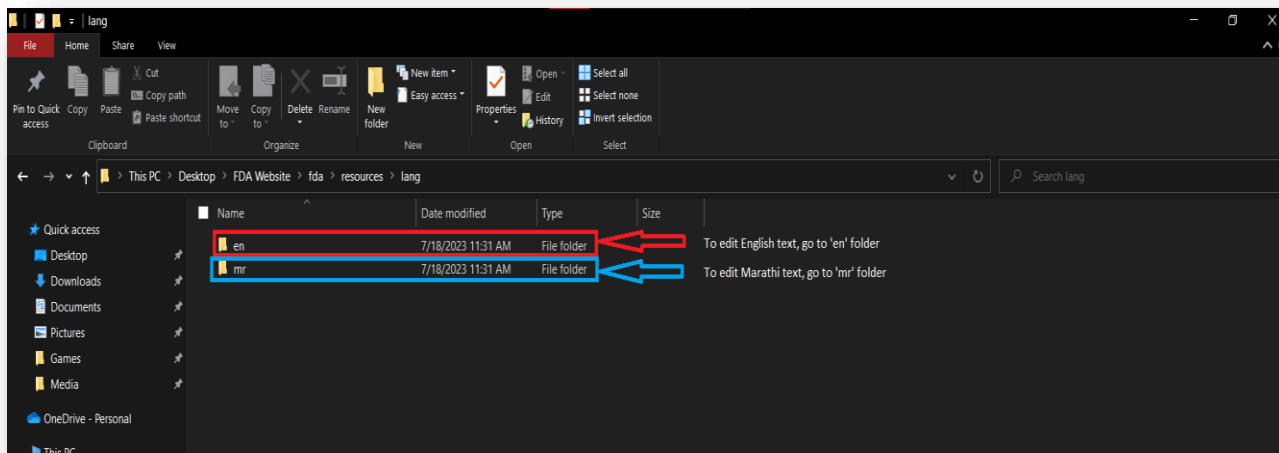 lang
File Home Share View
Pin to Quick access
Copy
Paste
Cut
Copy path
Paste shortcut
Clipboard
Move to
Copy to
Delete
Rename
Organize
New folder
New item
Easy access
New
Properties
Open
Edit
History
Open
Select all
Select none
Invert selection
Select
This PC > Desktop > FDA Website > fda > resources > lang
Search lang
Name Date modified Type Size
Quick access
Desktop
Downloads
Documents
Pictures
Games
Media
OneDrive - Personal
This PC
en 7/18/2023 11:31 AM File folder
To edit English text, go to 'en' folder
mr 7/18/2023 11:31 AM File folder
To edit Marathi text, go to 'mr' folder